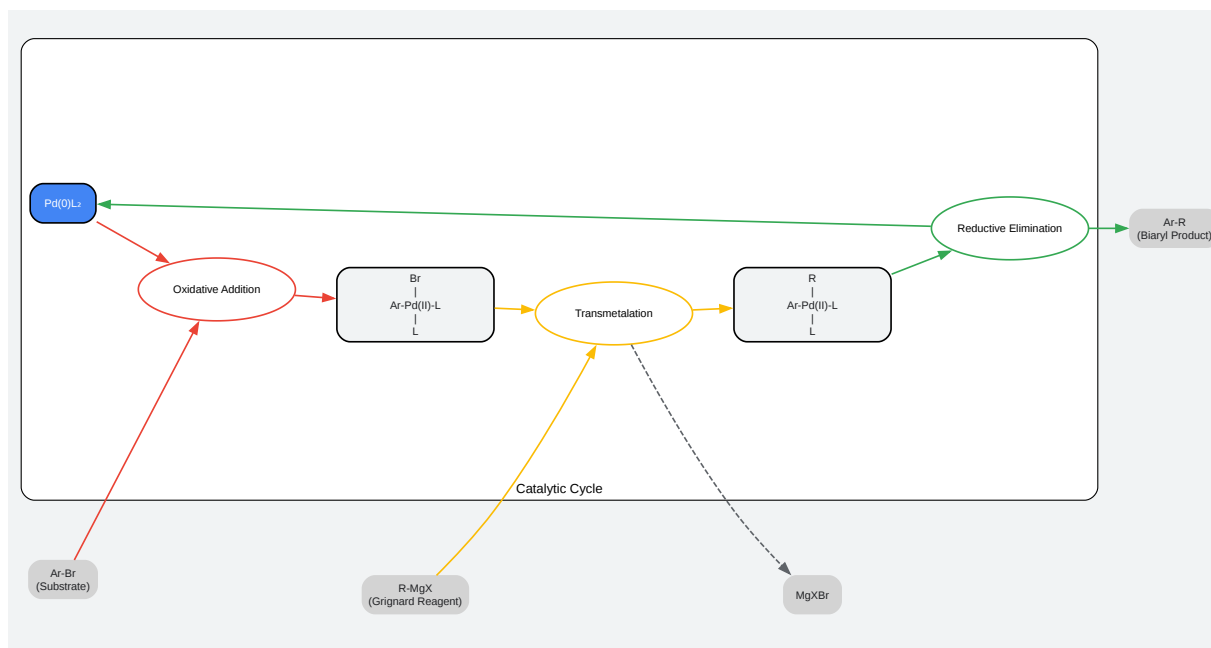 Pd(0)L₂
Oxidative Addition
Br
|
Ar-Pd(II)-L
|
L
Transmetalation
R
|
Ar-Pd(II)-L
|
L
Reductive Elimination
Ar-R
(Biaryl Product)
Catalytic Cycle
Ar-Br
(Substrate)
R-MgX
(Grignard Reagent)
MgXBr